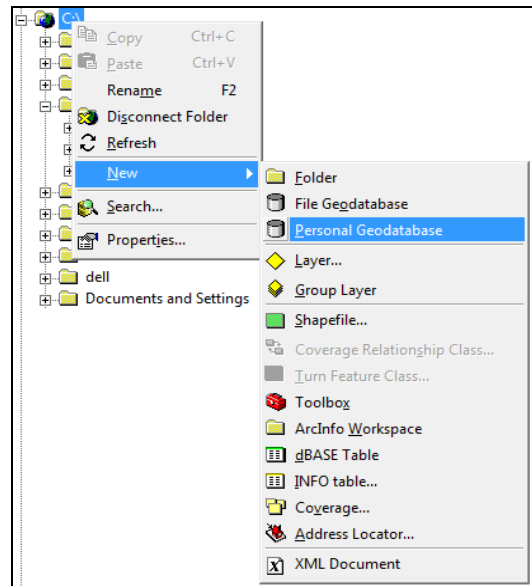 C:\
Copy Ctrl+C
Paste Ctrl+V
Rename F2
Disconnect Folder
Refresh
New
Search...
Properties...
dell
Documents and Settings
Folder
File Geodatabase
Personal Geodatabase
Layer...
Group Layer
Shapefile...
Coverage Relationship Class...
Turn Feature Class...
Toolbox
ArcInfo Workspace
dBASE Table
INFO table...
Coverage...
Address Locator...
XML Document